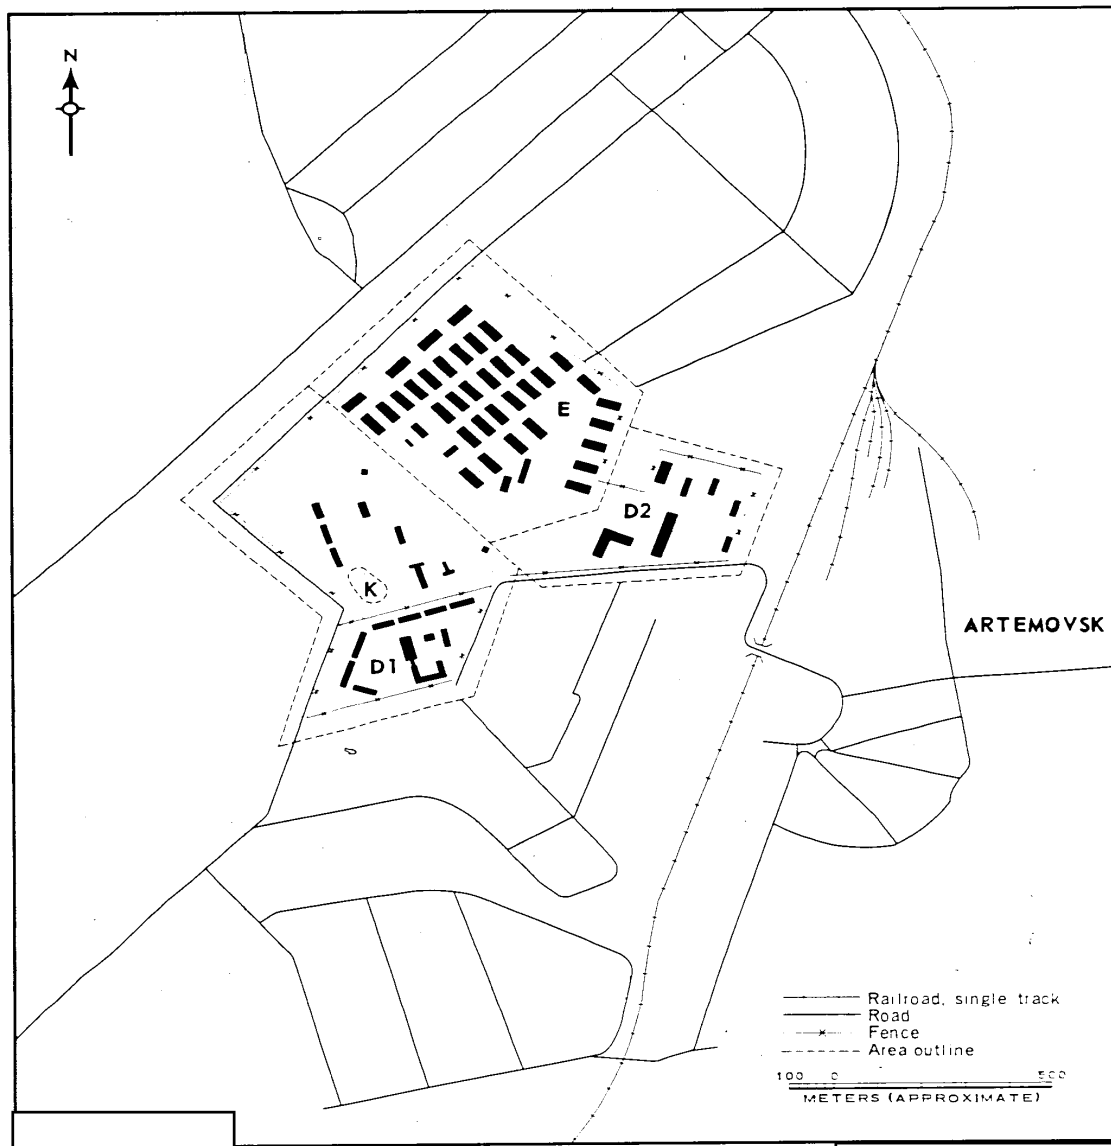 N
E
D2
K
D1
ARTEMOVSK
Railroad, single track
Road
Fence
Area outline
100 0 500
METERS (APPROXIMATE)